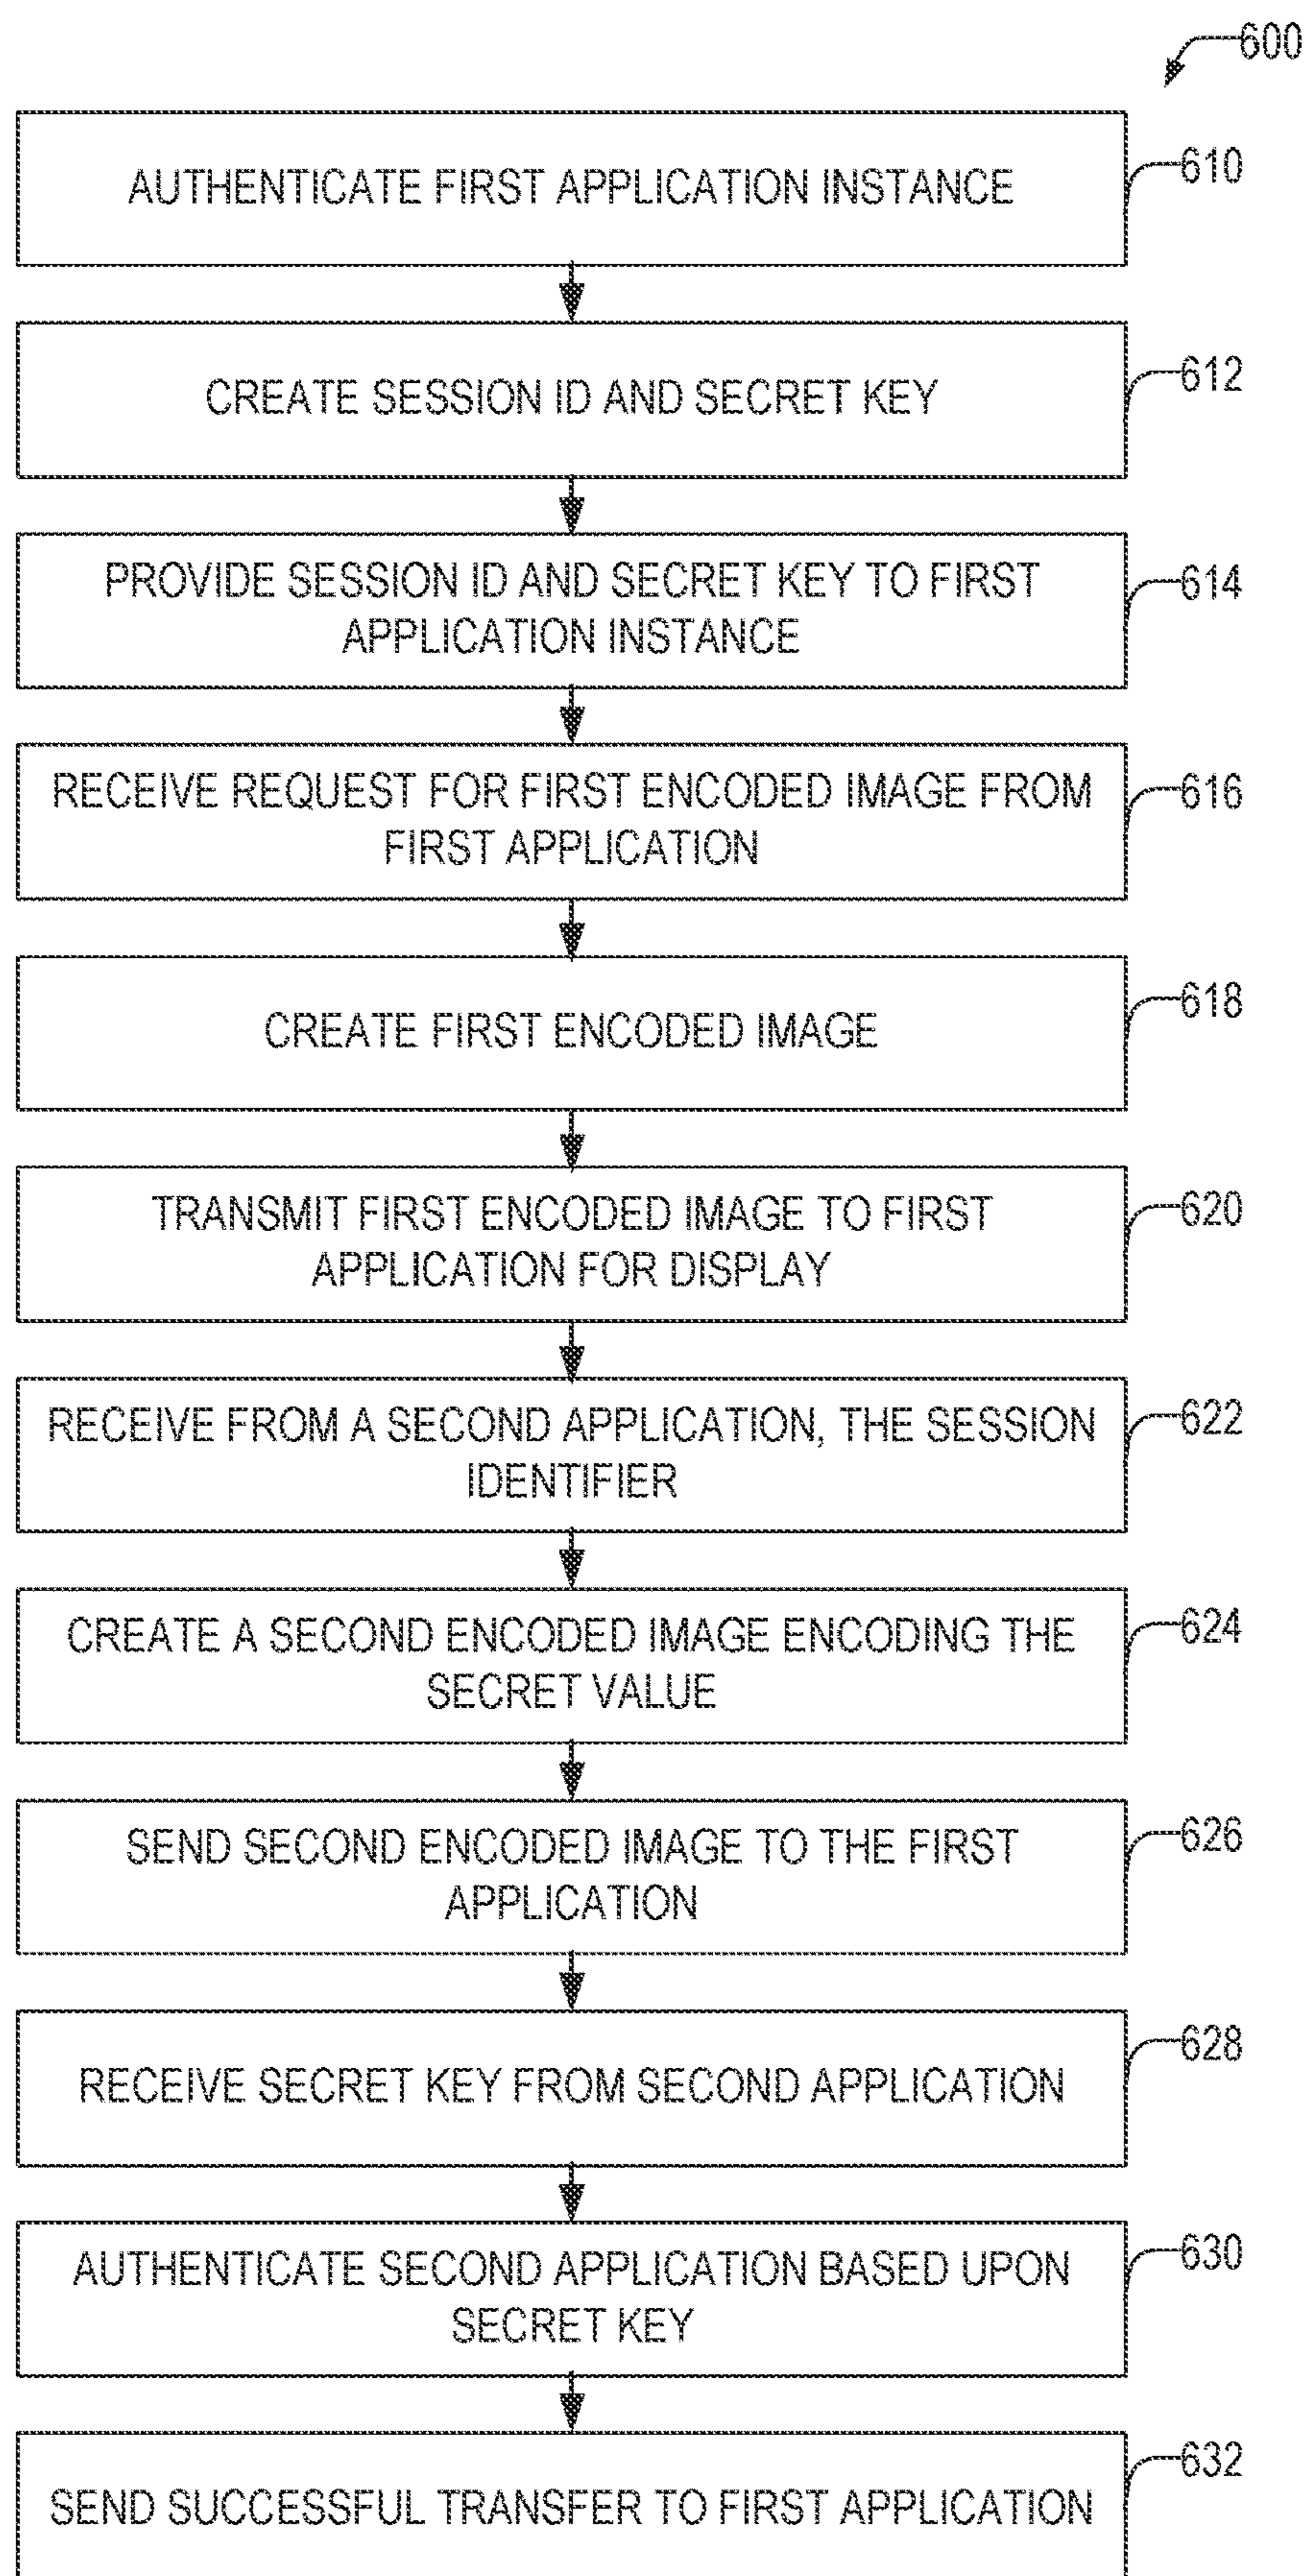 600
AUTHENTICATE FIRST APPLICATION INSTANCE
610
CREATE SESSION ID AND SECRET KEY
612
PROVIDE SESSION ID AND SECRET KEY TO FIRST
APPLICATION INSTANCE
614
RECEIVE REQUEST FOR FIRST ENCODED IMAGE FROM
FIRST APPLICATION
616
CREATE FIRST ENCODED IMAGE
618
TRANSMIT FIRST ENCODED IMAGE TO FIRST
APPLICATION FOR DISPLAY
620
RECEIVE FROM A SECOND APPLICATION, THE SESSION
IDENTIFIER
622
CREATE A SECOND ENCODED IMAGE ENCODING THE
SECRET VALUE
624
SEND SECOND ENCODED IMAGE TO THE FIRST
APPLICATION
626
RECEIVE SECRET KEY FROM SECOND APPLICATION
628
AUTHENTICATE SECOND APPLICATION BASED UPON
SECRET KEY
630
SEND SUCCESSFUL TRANSFER TO FIRST APPLICATION
632